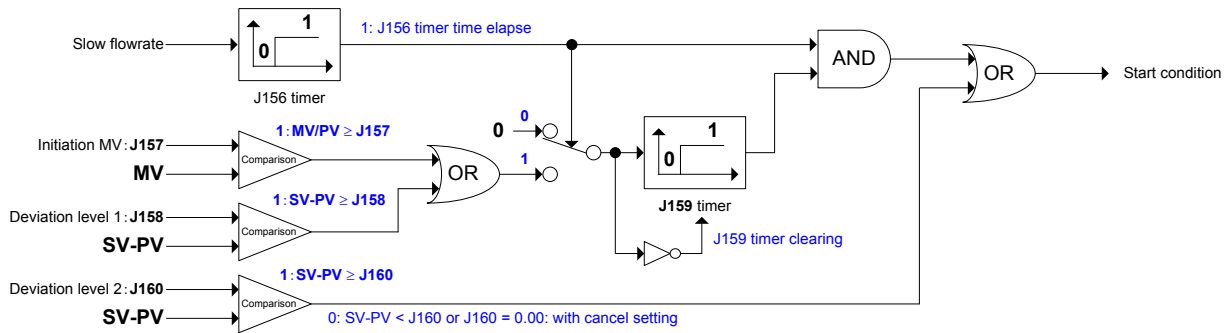 Slow flowrate
0
1
J156 timer
1: J156 timer time elapse
AND
OR
Start condition
Initiation MV: J157
MV
Comparison
1: MV/PV ≥ J157
OR
0
0
1
0
1
J159 timer
J159 timer clearing
Deviation level 1: J158
SV-PV
Comparison
1: SV-PV ≥ J158
Deviation level 2: J160
SV-PV
Comparison
1: SV-PV ≥ J160
0: SV-PV < J160 or J160 = 0.00: with cancel setting